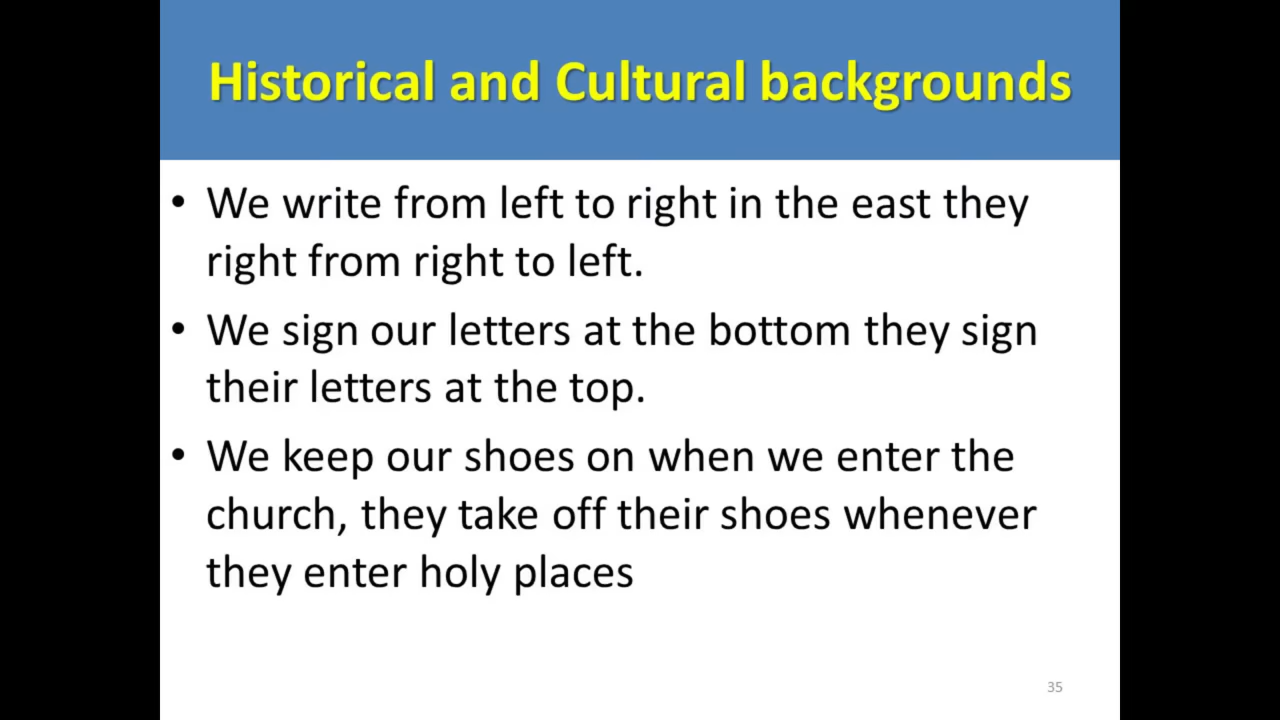 Historical and Cultural backgrounds
• We write from left to right in the east they
right from right to left.
• We sign our letters at the bottom they sign
their letters at the top.
• We keep our shoes on when we enter the
church, they take off their shoes whenever
they enter holy places
35